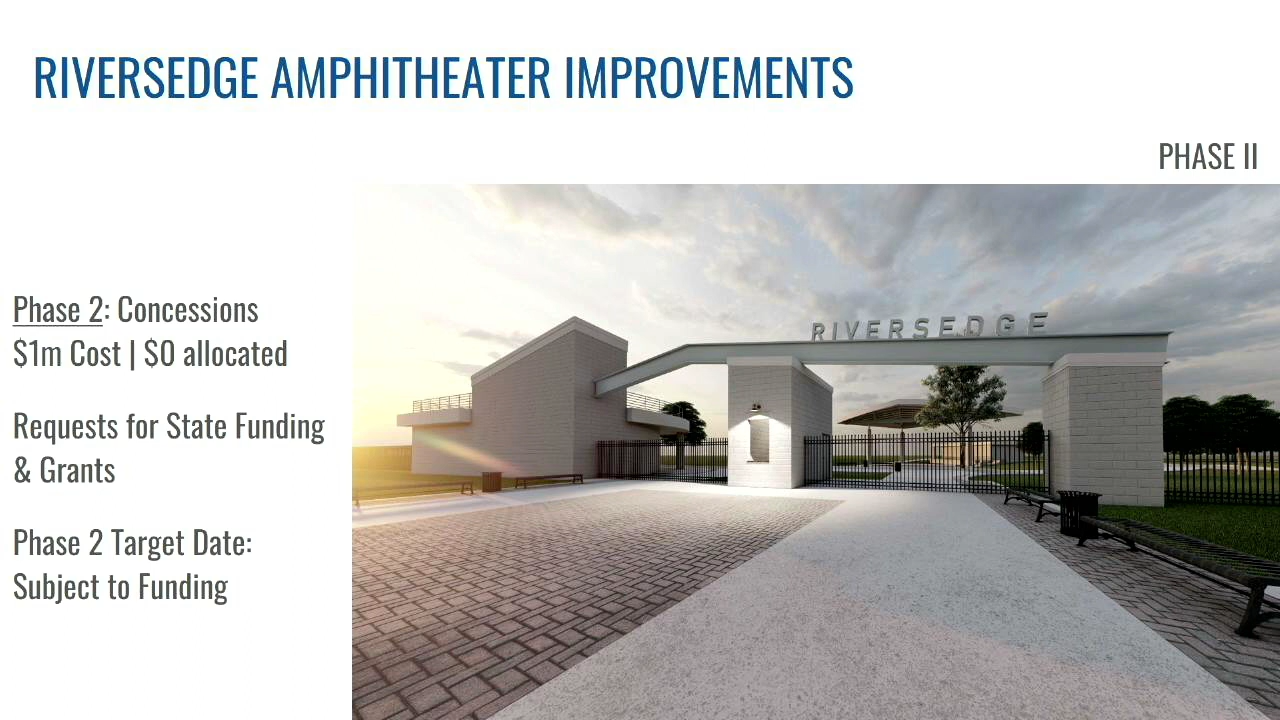 RIVERSEDGE AMPHITHEATER IMPROVEMENTS
PHASE II
Phase 2: Concessions
$1m Cost | $0 allocated
Requests for State Funding
& Grants
Phase 2 Target Date:
Subject to Funding
RIVERSEDGE